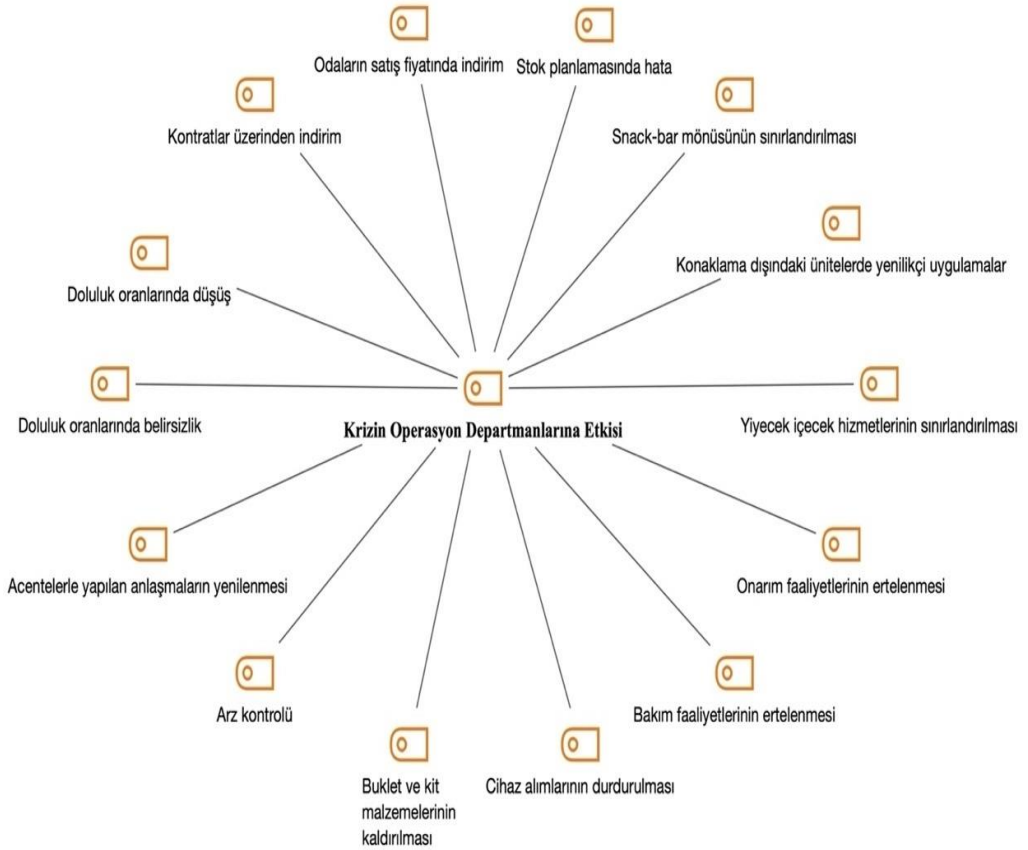 Odaların satış fiyatında indirim
Stok planlamasında hata
Kontratlar üzerinden indirim
Snack-bar mönüsünün sınırlandırılması
Konaklama dışındaki ünitelerde yenilikçi uygulamalar
Doluluk oranlarında düşüş
Doluluk oranlarında belirsizlik
Krizin Operasyon Departmanlarına Etkisi
Yiyecek içecek hizmetlerinin sınırlandırılması
Acentelerle yapılan anlaşmaların yenilenmesi
Onarım faaliyetlerinin ertelenmesi
Arz kontrolü
Bakım faaliyetlerinin ertelenmesi
Buklet ve kit
malzemelerinin
kaldırılması
Cihaz alımlarının durdurulması